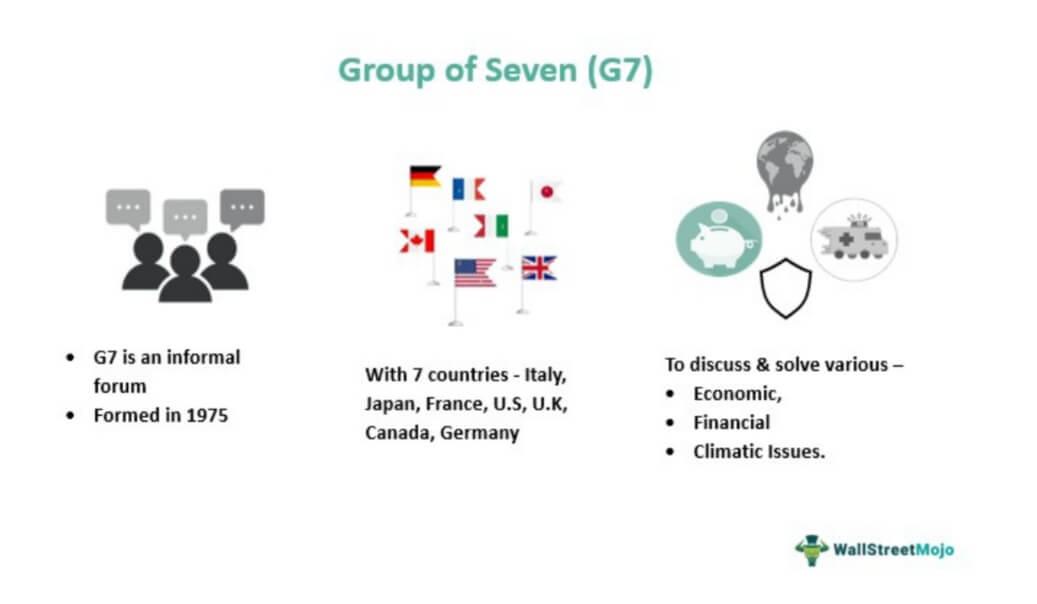 Group of Seven (G7)
• G7 is an informal
forum
• Formed in 1975
With 7 countries - Italy,
Japan, France, U.S, U.K,
Canada, Germany
To discuss & solve various –
• Economic,
• Financial
• Climatic Issues.
WallStreetMojo